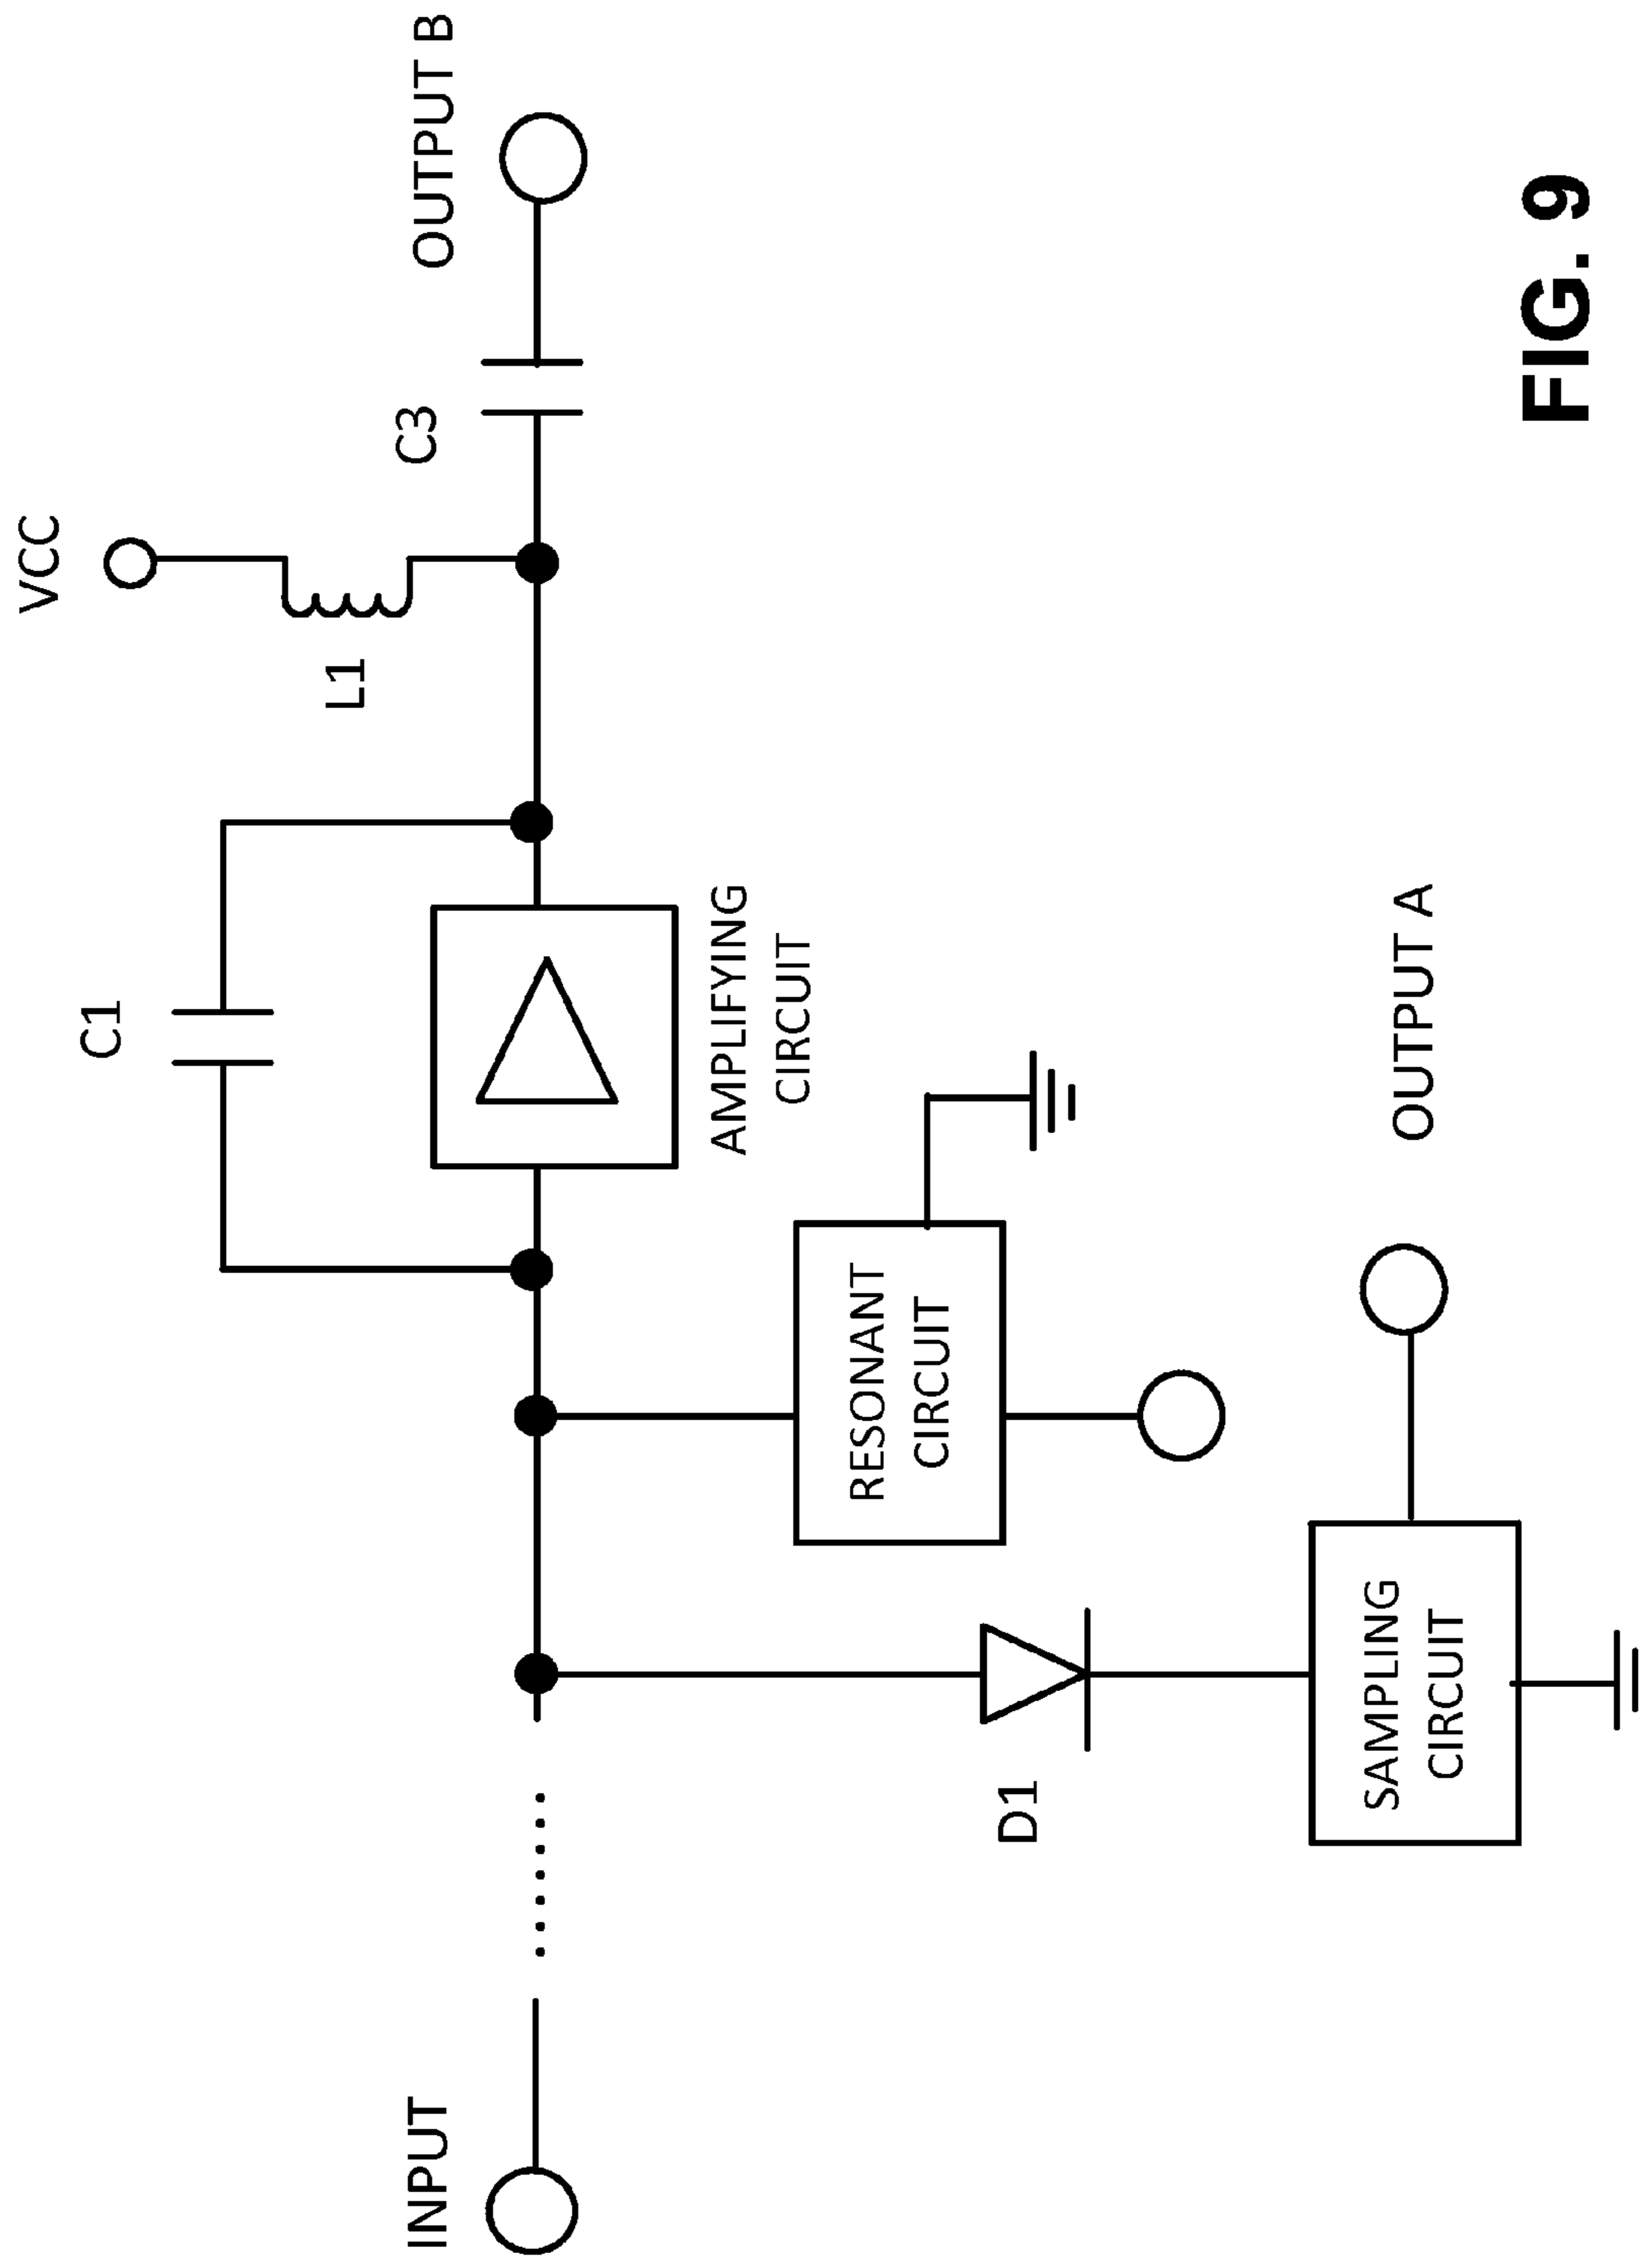 VCC
C1
L1
C3
OUTPUT B
INPUT
AMPLIFYING
CIRCUIT
RESONANT
CIRCUIT
D1
OUTPUT A
SAMPLING
CIRCUIT
FIG. 9